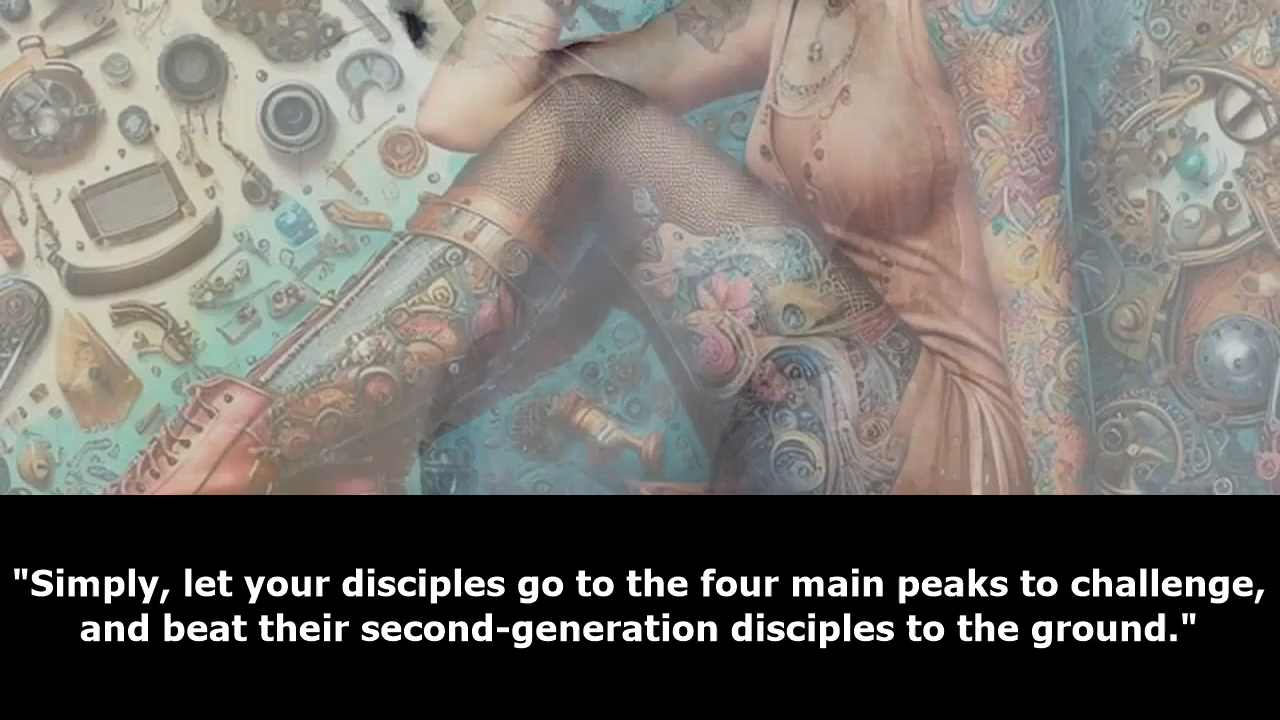 "Simply, let your disciples go to the four main peaks to challenge,
and beat their second-generation disciples to the ground."